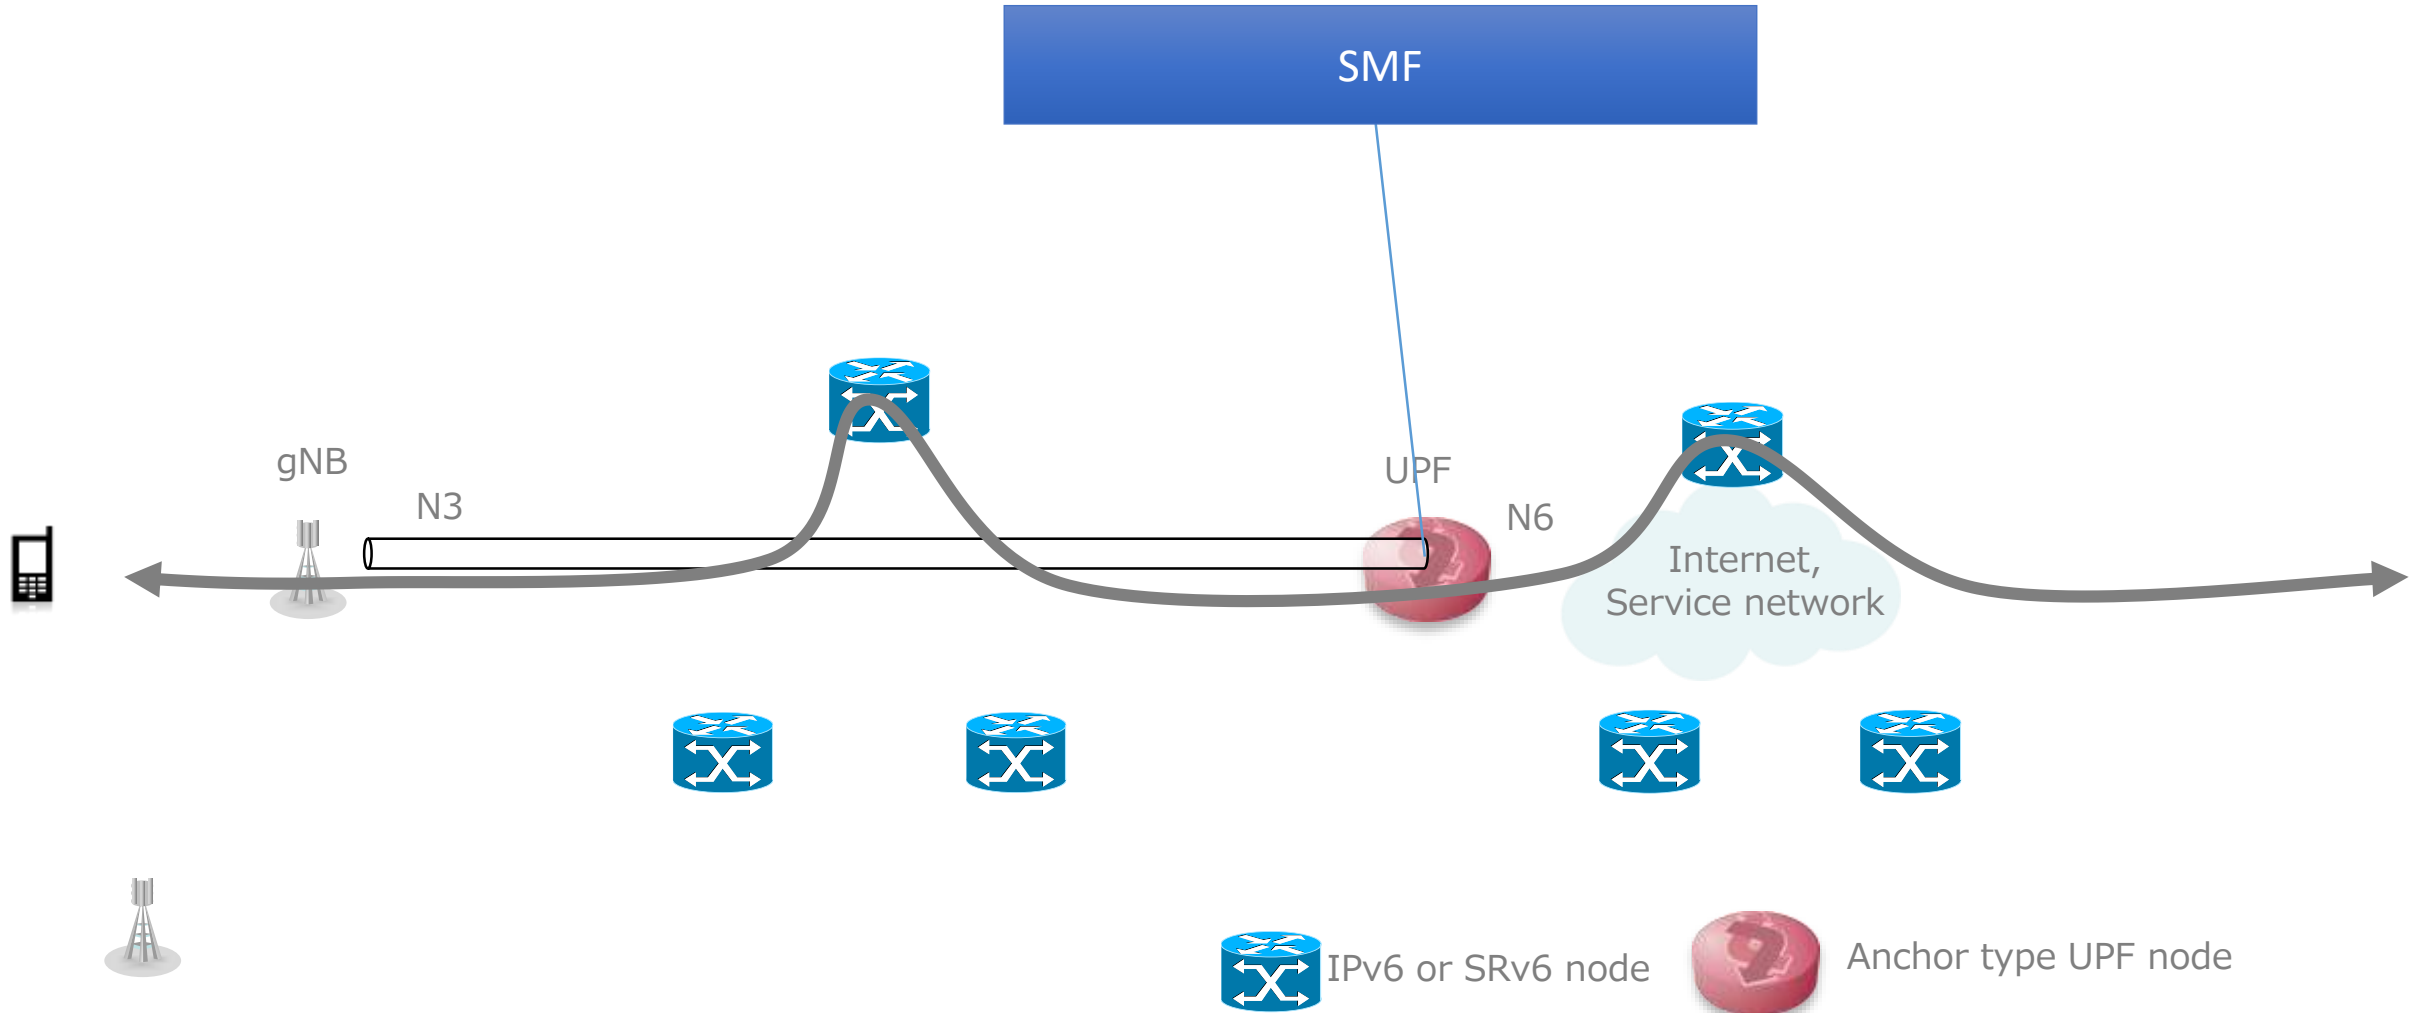 SMF
gNB
N3
UPF
N6
Internet,
Service network
IPv6 or SRv6 node
Anchor type UPF node